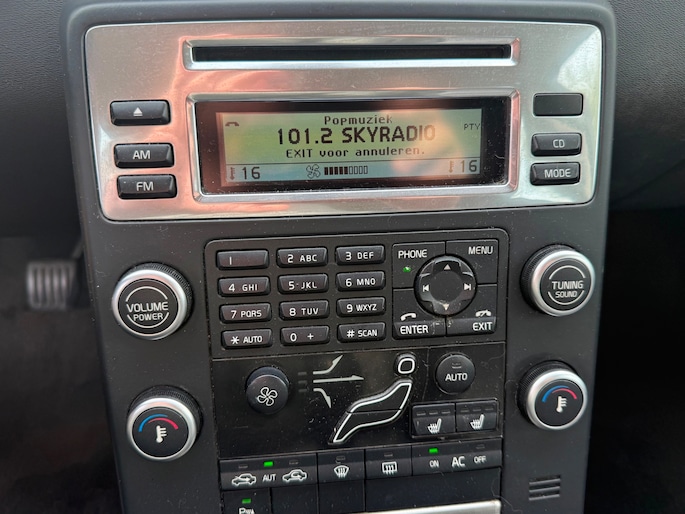 Popmuziek
101.2 SKYRADIO PTY
EXIT voor annuleren.
16 16
AM
FM
CD
MODE
1 2 ABC 3 DEF
4 GHI 5 JKL 6 MNO
7 PQRS 8 TUV 9 WXYZ
* AUTO 0 + # SCAN
PHONE MENU
ENTER EXIT
VOLUME
POWER
TUNING
SOUND
AUTO
AUT
ON AC OFF